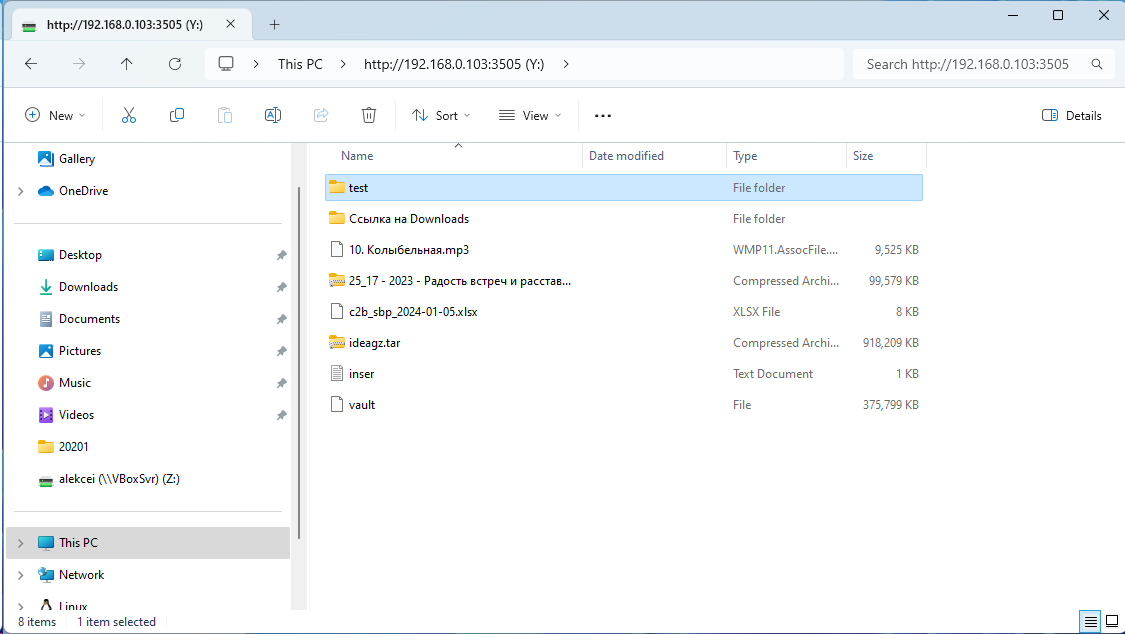 http://192.168.0.103:3505 (Y:)
This PC > http://192.168.0.103:3505 (Y:) >
Search http://192.168.0.103:3505
New
Sort
View
Details
Gallery
OneDrive
Desktop
Downloads
Documents
Pictures
Music
Videos
20201
alekcei (\\VBoxSvr) (Z:)
This PC
Network
Linux
Name Date modified Type Size
test File folder
Ссылка на Downloads File folder
10. Колыбельная.mp3 WMP11.AssocFile.... 9,525 KB
25_17 - 2023 - Радость встреч и расстав... Compressed Archi... 99,579 KB
c2b_sbp_2024-01-05.xlsx XLSX File 8 KB
ideagz.tar Compressed Archi... 918,209 KB
inser Text Document 1 KB
vault File 375,799 KB
8 items 1 item selected